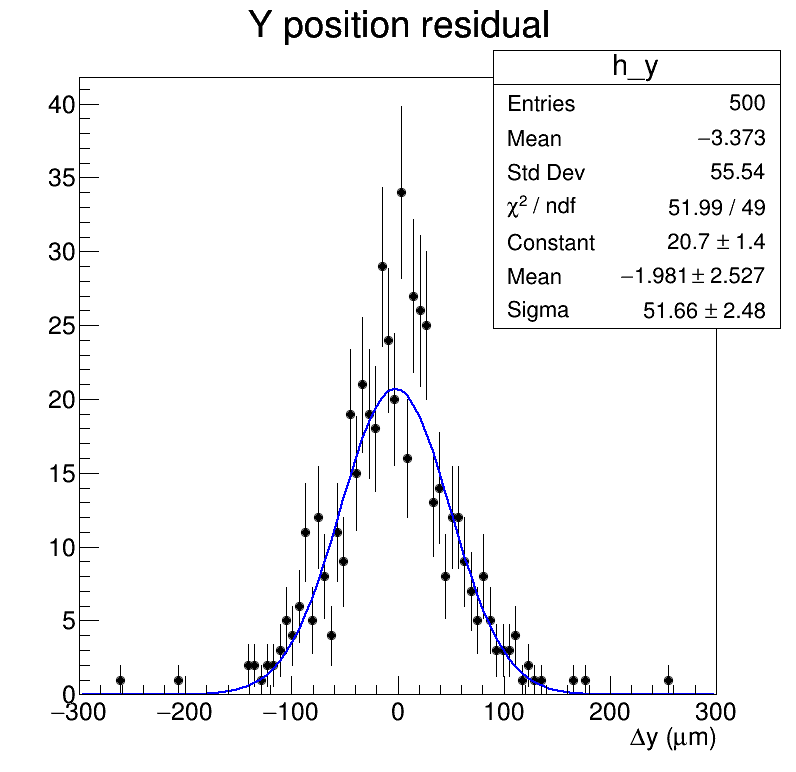 Y position residual
h_y
Entries 500
Mean −3.373
Std Dev 55.54
χ² / ndf 51.99 / 49
Constant 20.7 ± 1.4
Mean −1.981 ± 2.527
Sigma 51.66 ± 2.48
40
35
30
25
20
15
10
5
0
−300 −200 −100 0 100 200 300
Δy (μm)